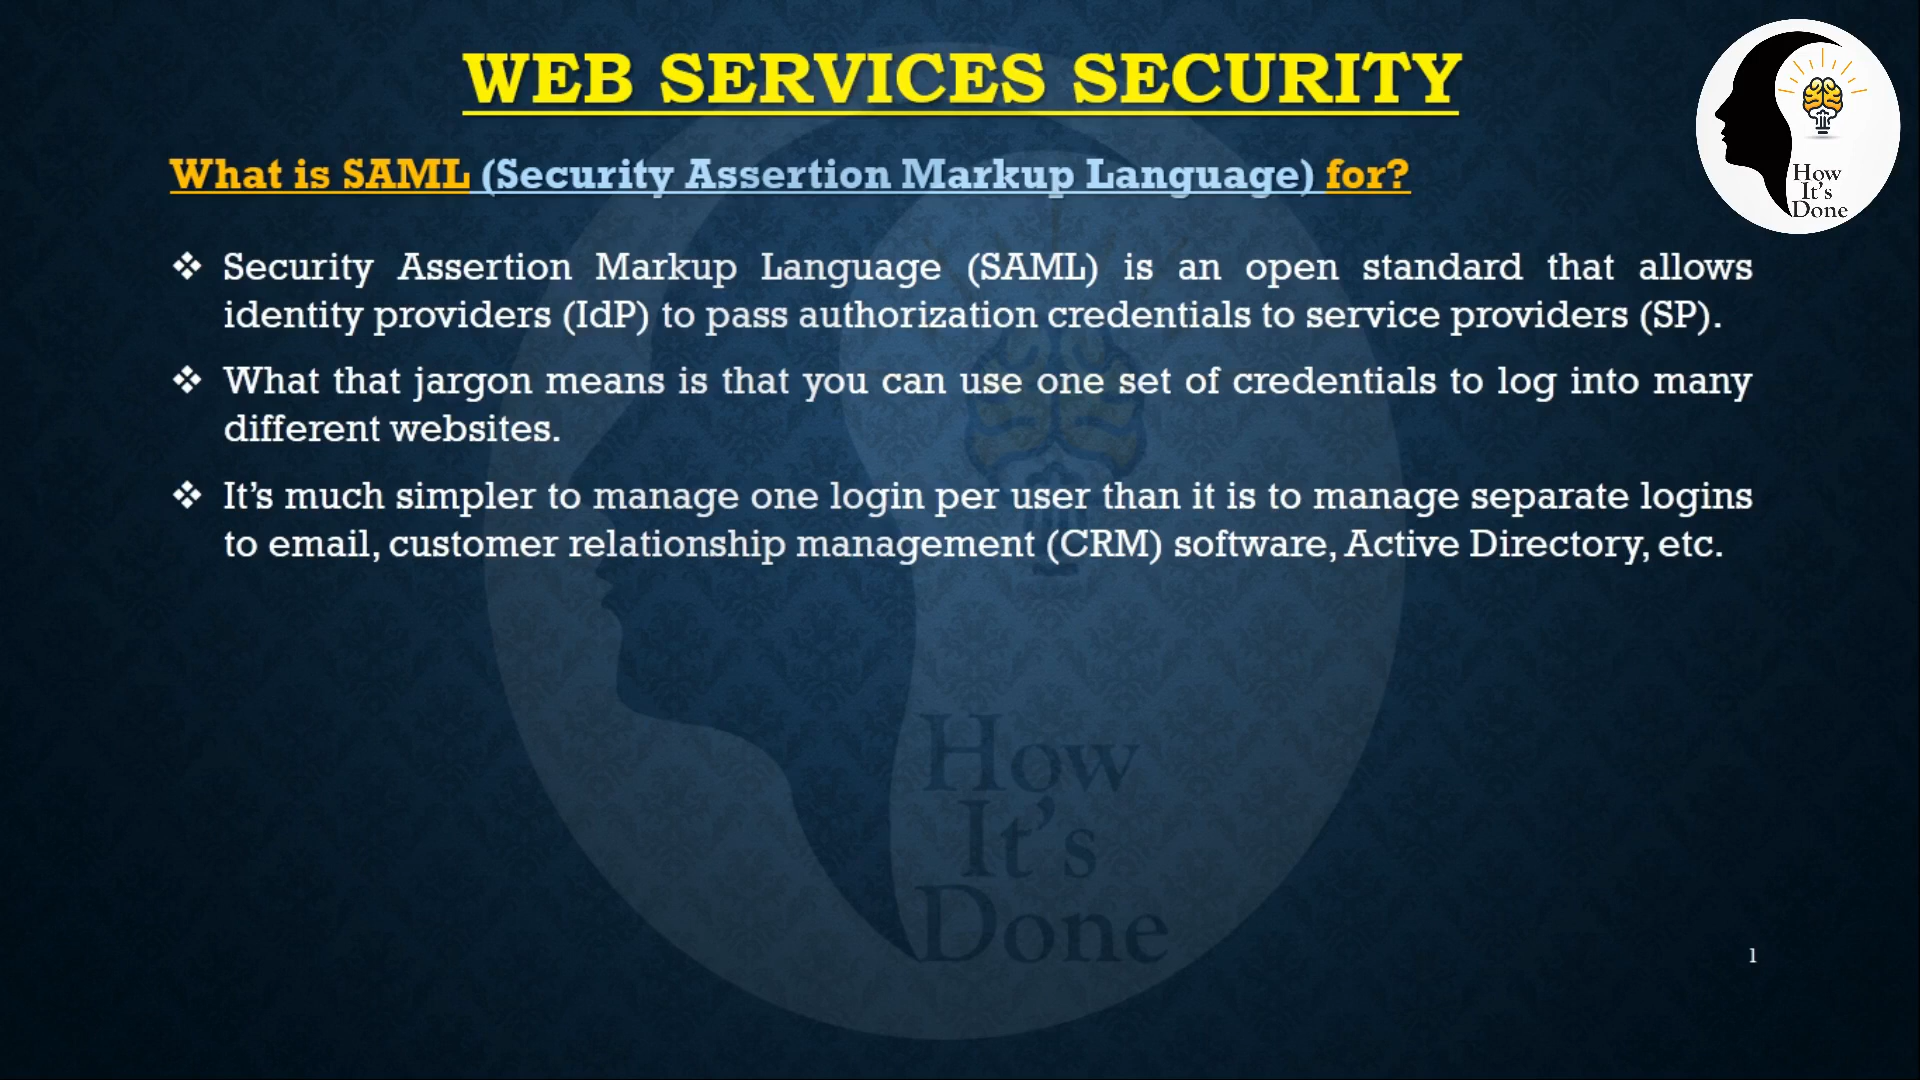 WEB SERVICES SECURITY
How
It's
Done
What is SAML (Security Assertion Markup Language) for?
❖ Security Assertion Markup Language (SAML) is an open standard that allows
identity providers (IdP) to pass authorization credentials to service providers (SP).
❖ What that jargon means is that you can use one set of credentials to log into many
different websites.
❖ It’s much simpler to manage one login per user than it is to manage separate logins
to email, customer relationship management (CRM) software, Active Directory, etc.
How
It's
Done
1